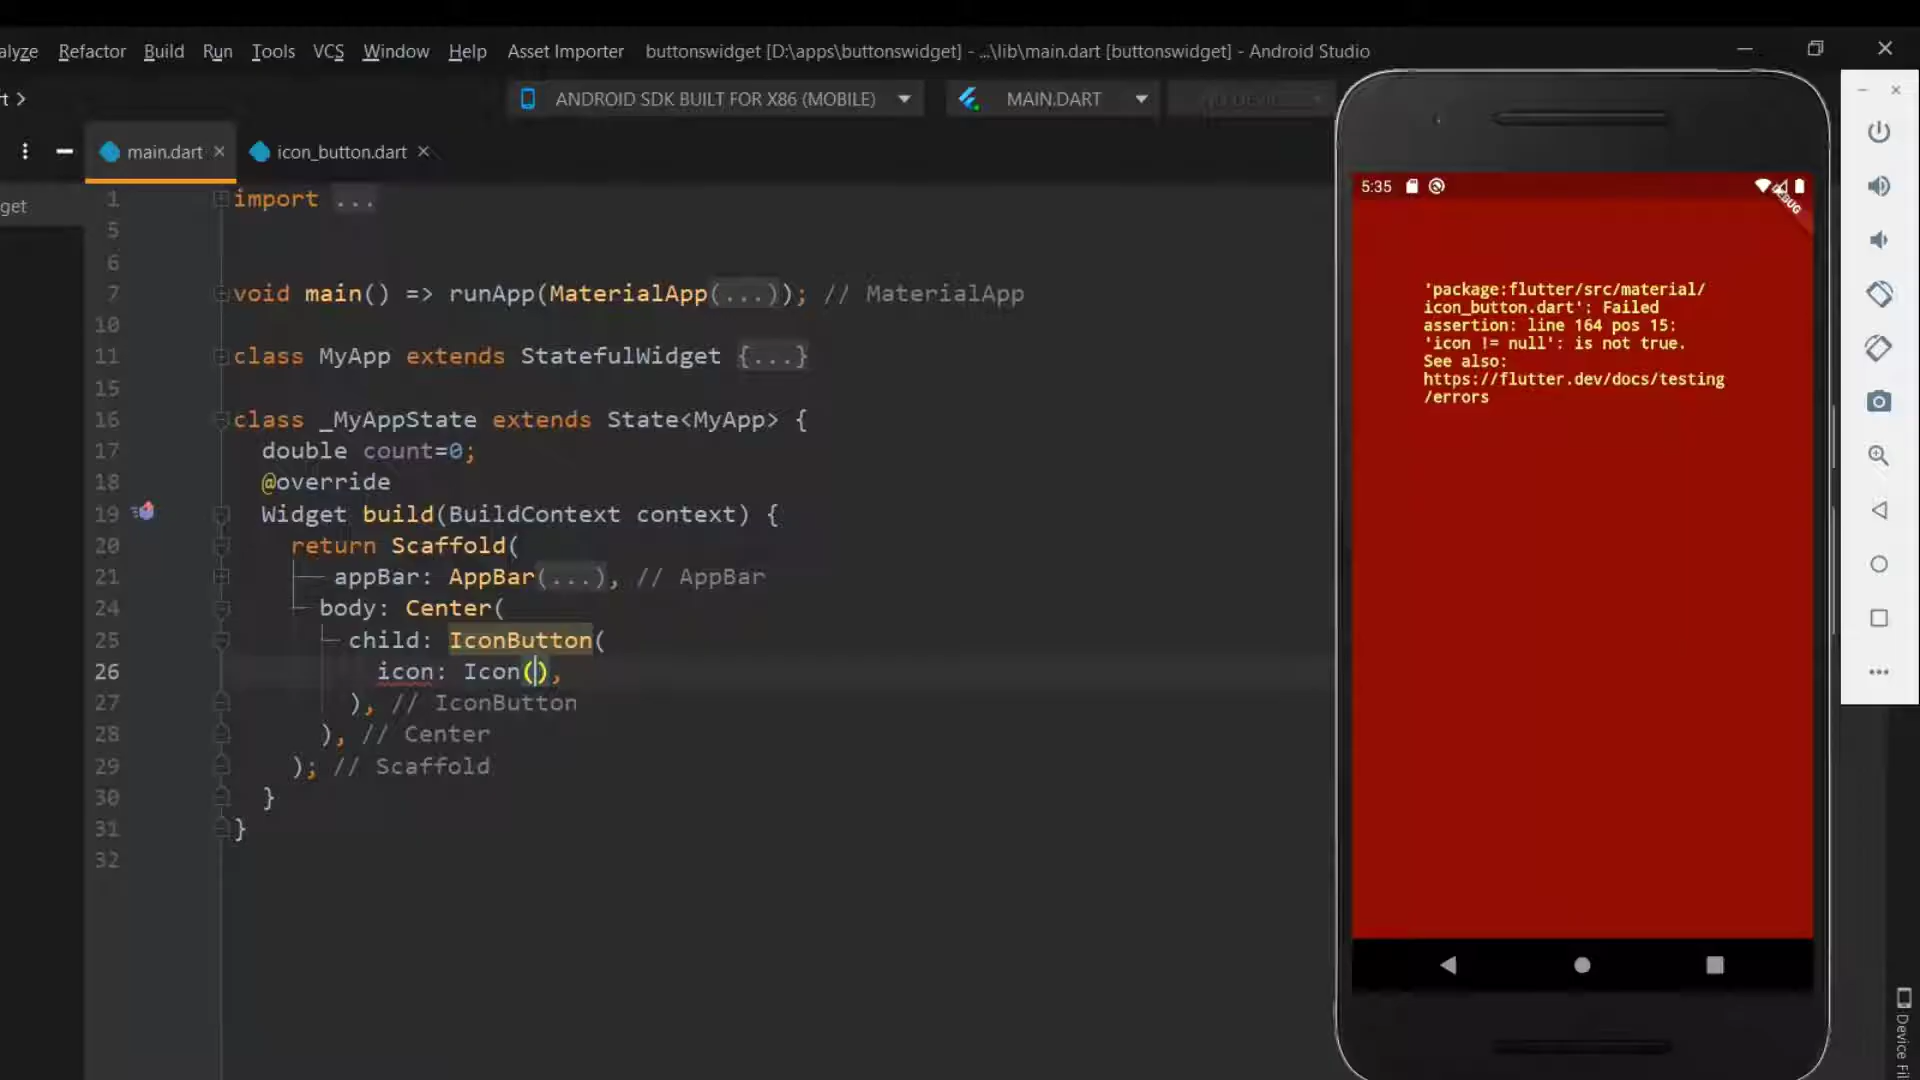 alyze Refactor Build Run Tools VCS Window Help Asset Importer buttonswidget [D:\apps\buttonswidget] - ...\lib\main.dart [buttonswidget] - Android Studio
rt ANDROID SDK BUILT FOR X86 (MOBILE) MAIN.DART
main.dart icon_button.dart
get
1 import ...
5
6
7 void main() => runApp(MaterialApp(...)); // MaterialApp
10
11 class MyApp extends StatefulWidget {...}
15
16 class _MyAppState extends State<MyApp> {
17 double count=0;
18 @override
19 Widget build(BuildContext context) {
20 return Scaffold(
21 appBar: AppBar(...), // AppBar
24 body: Center(
25 child: IconButton(
26 icon: Icon(),
27 ), // IconButton
28 ), // Center
29 ); // Scaffold
30 }
31 }
32
5:35
'package:flutter/src/material/
icon_button.dart': Failed
assertion: line 164 pos 15:
'icon != null': is not true.
See also:
https://flutter.dev/docs/testing
/errors
Device Fi